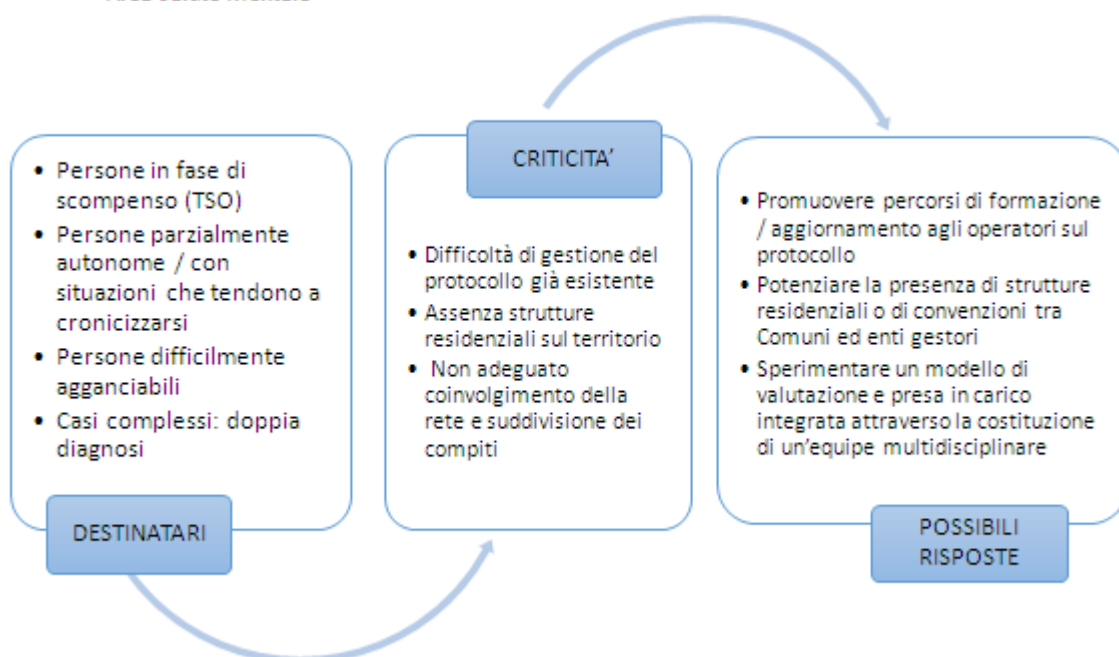 • Persone in fase di
scompenso (TSO)
• Persone parzialmente
autonome / con
situazioni che tendono a
cronicizzarsi
• Persone difficilmente
agganciabili
• Casi complessi: doppia
diagnosi
DESTINATARI
CRITICITA’
• Difficoltà di gestione del
protocollo già esistente
• Assenza strutture
residenziali sul territorio
• Non adeguato
coinvolgimento della
rete e suddivisione dei
compiti
• Promuovere percorsi di formazione
/ aggiornamento agli operatori sul
protocollo
• Potenziare la presenza di strutture
residenziali o di convenzioni tra
Comuni ed enti gestori
• Sperimentare un modello di
valutazione e presa in carico
integrata attraverso la costituzione
di un’equipe multidisciplinare
POSSIBILI
RISPOSTE